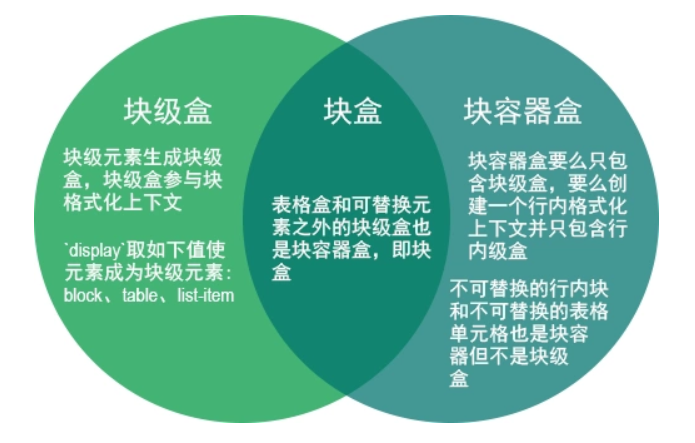 块级盒
块级元素生成块级
盒，块级盒参与块
格式化上下文
`display`取如下值使
元素成为块级元素：
block、table、list-item
块盒
表格盒和可替换元
素之外的块级盒也
是块容器盒，即块
盒
块容器盒
块容器盒要么只包
含块级盒，要么创
建一个行内格式化
上下文并只包含行
内级盒
不可替换的行内块
和不可替换的表格
单元格也是块容
器但不是块级
盒